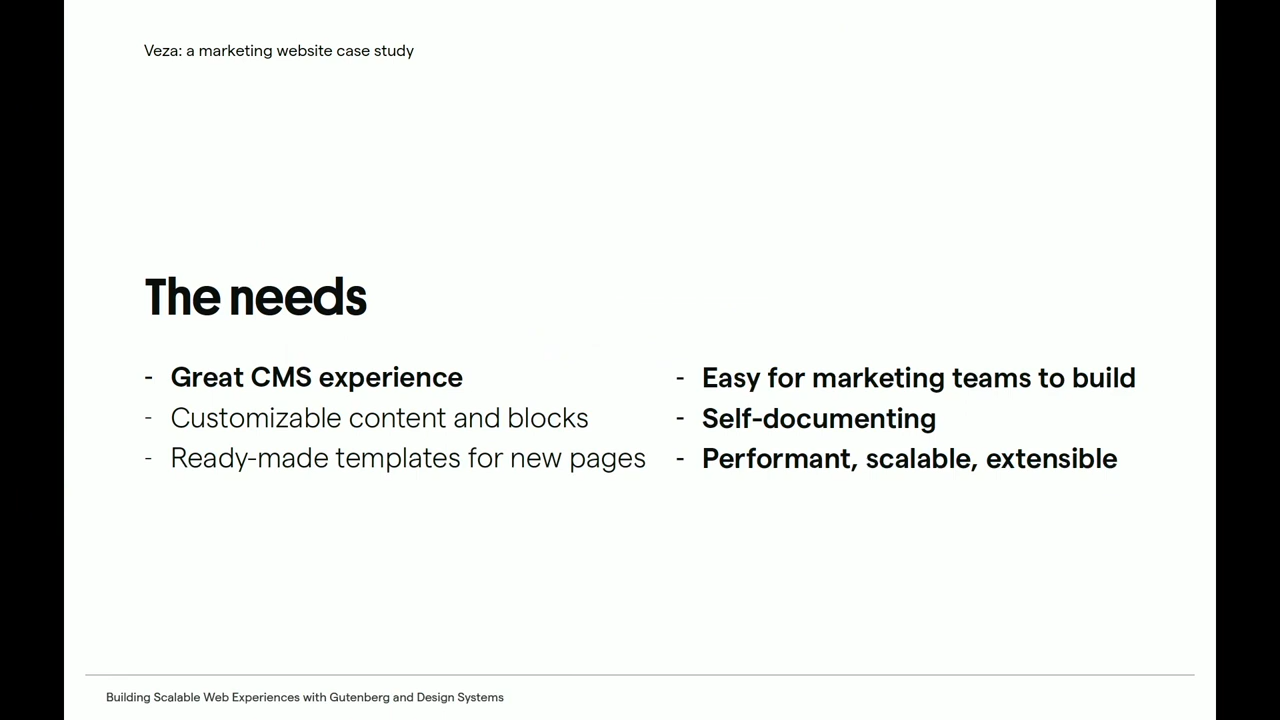 Veza: a marketing website case study
The needs
- Great CMS experience
- Customizable content and blocks
- Ready-made templates for new pages
- Easy for marketing teams to build
- Self-documenting
- Performant, scalable, extensible
Building Scalable Web Experiences with Gutenberg and Design Systems